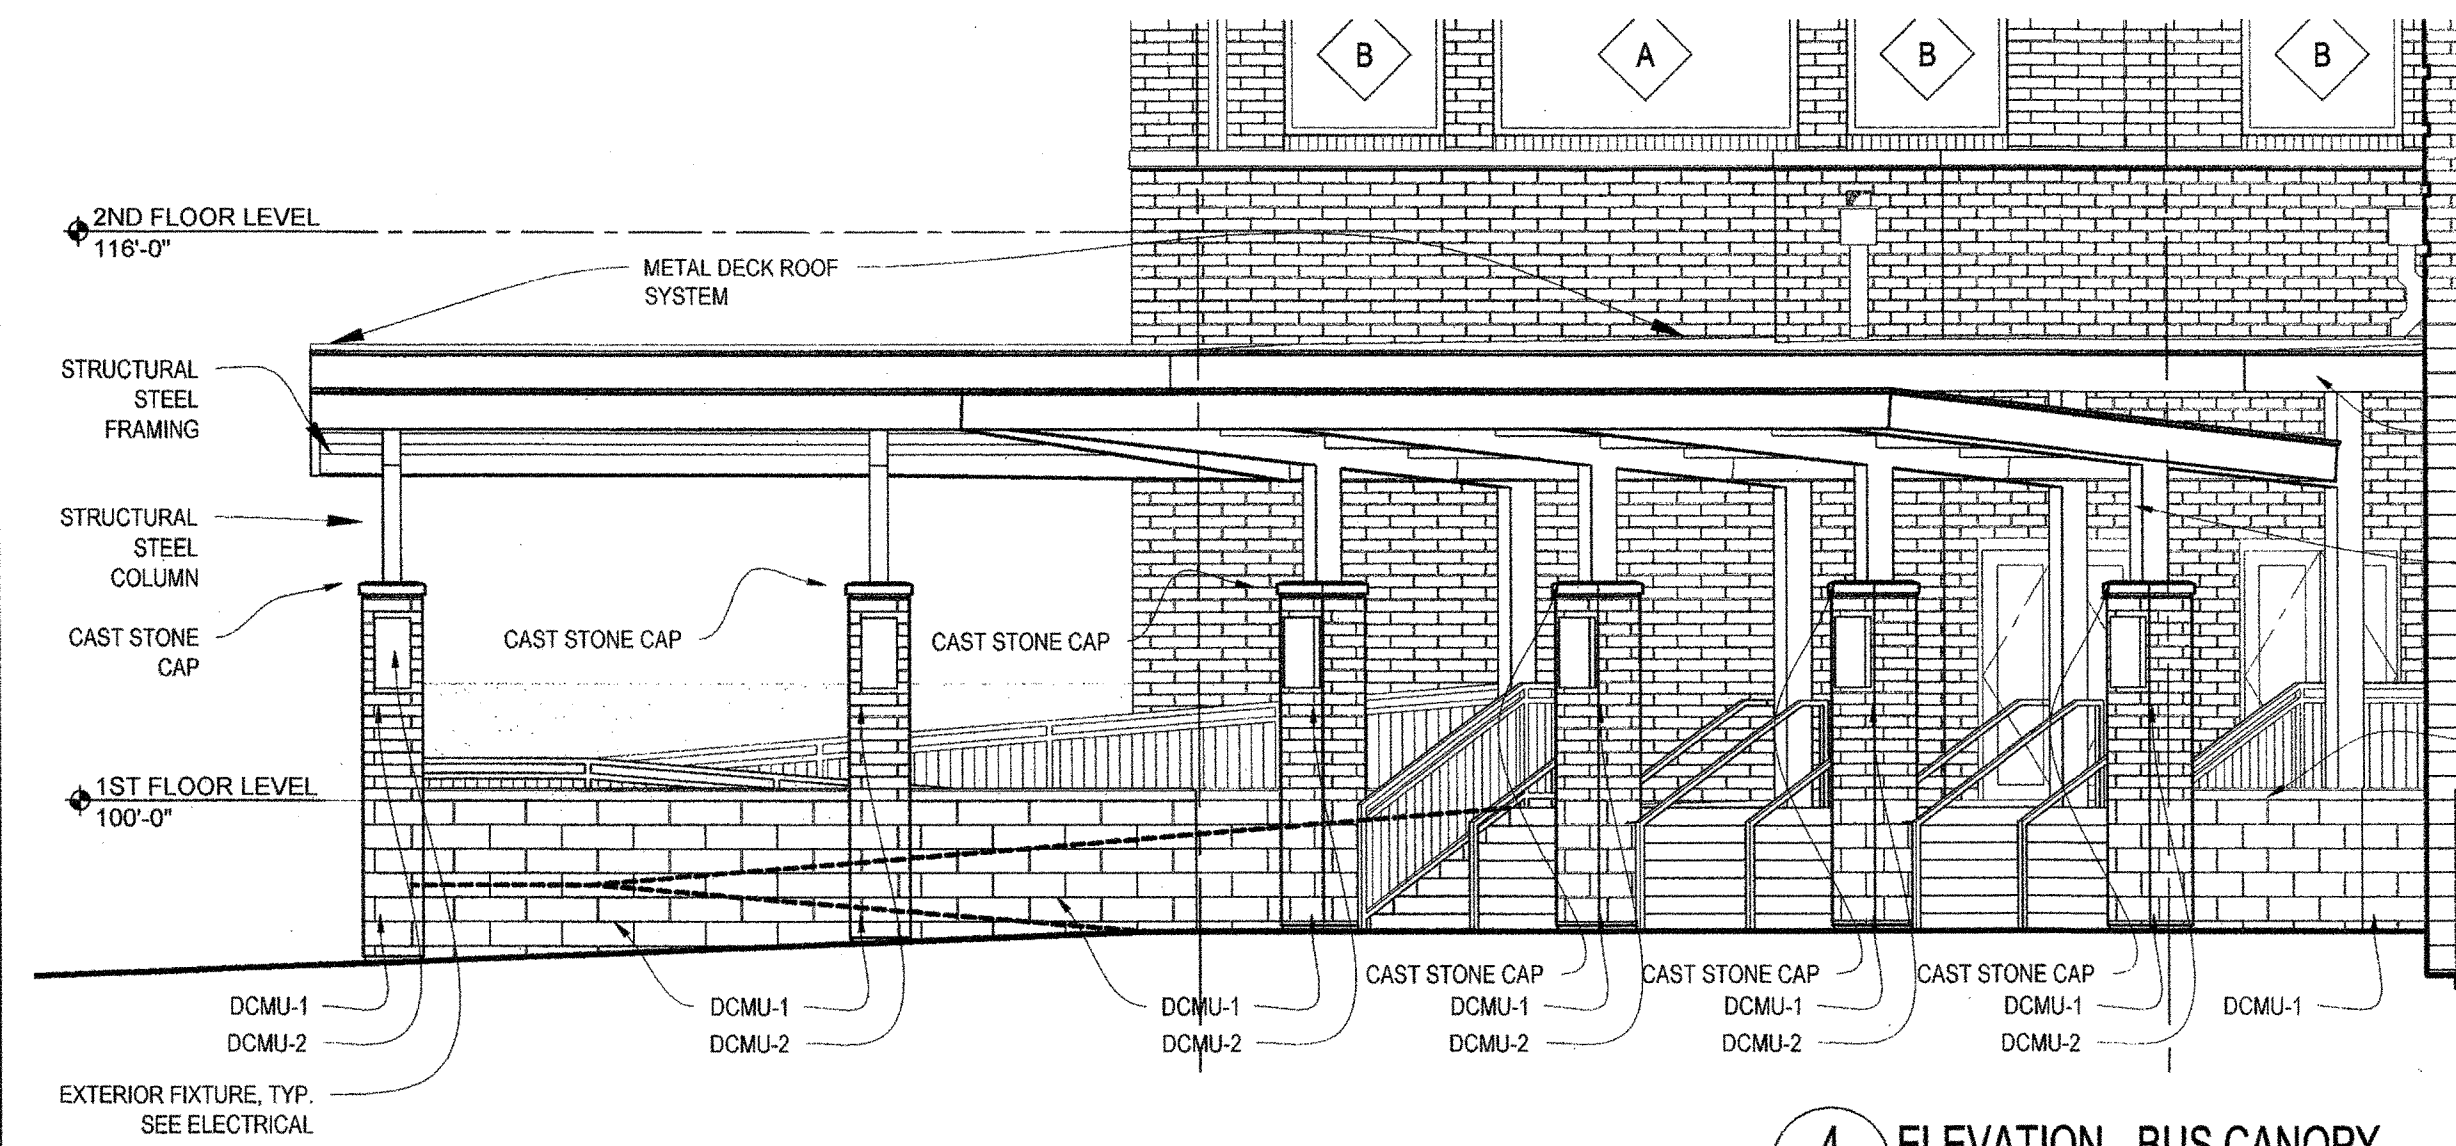 B
A
B
B
2ND FLOOR LEVEL
116'-0"
METAL DECK ROOF
SYSTEM
STRUCTURAL
STEEL
FRAMING
STRUCTURAL
STEEL
COLUMN
CAST STONE
CAP
CAST STONE CAP
CAST STONE CAP
1ST FLOOR LEVEL
100'-0"
CAST STONE CAP
CAST STONE CAP
CAST STONE CAP
DCMU-1
DCMU-1
DCMU-1
DCMU-1
DCMU-1
DCMU-1
DCMU-1
DCMU-2
DCMU-2
DCMU-2
DCMU-2
DCMU-2
DCMU-2
EXTERIOR FIXTURE, TYP.
SEE ELECTRICAL
4
ELEVATION - BUS CANOPY